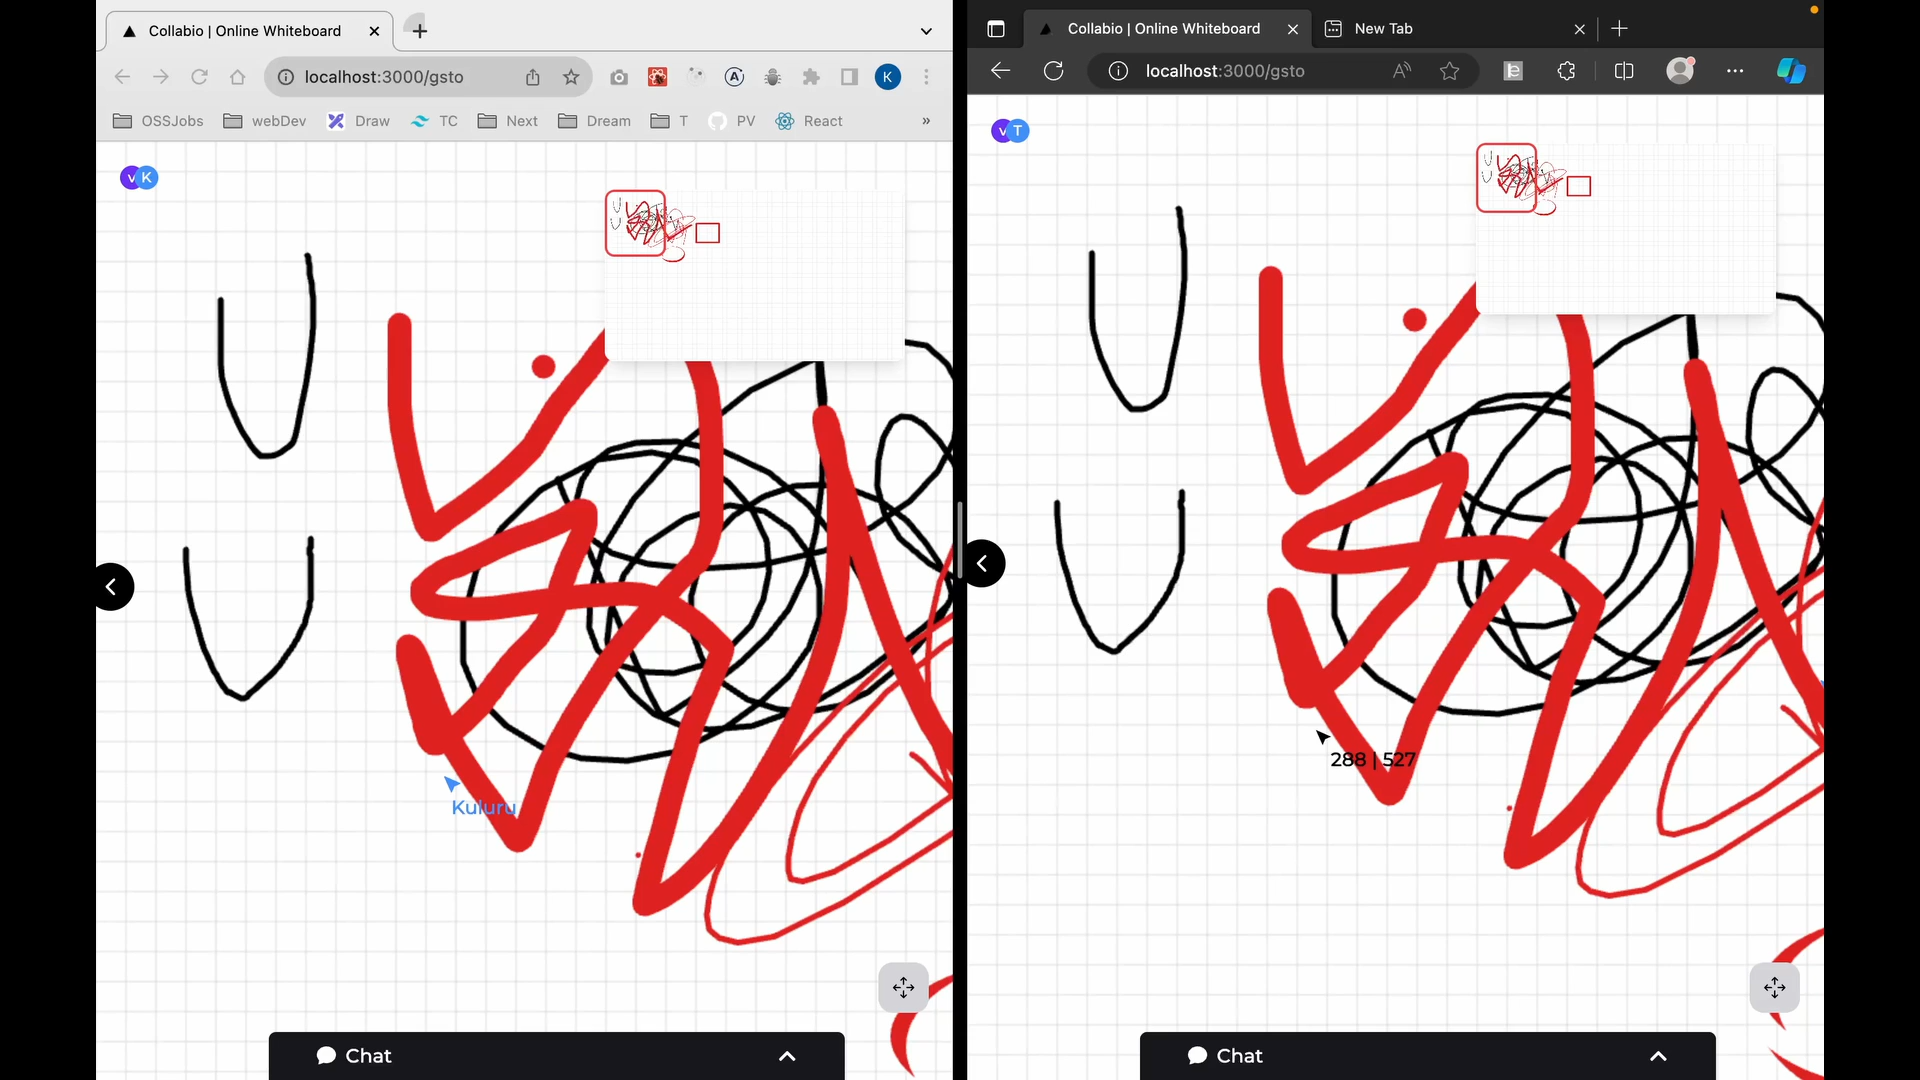 Collabio | Online Whiteboard
localhost:3000/gsto
K
OSSJobs
webDev
Draw
TC
Next
Dream
T
PV
React
»
v K
Kuluru
Chat
Collabio | Online Whiteboard
New Tab
localhost:3000/gsto
v T
288 | 527
Chat